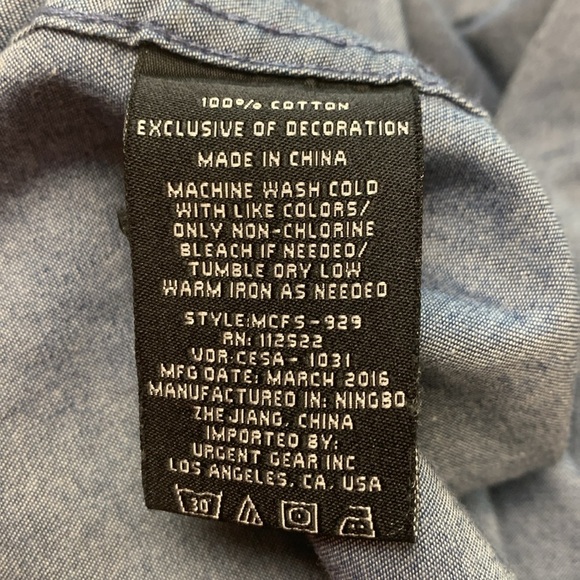 100% COTTON
EXCLUSIVE OF DECORATION
MADE IN CHINA
MACHINE WASH COLD
WITH LIKE COLORS/
ONLY NON-CHLORINE
BLEACH IF NEEDED/
TUMBLE DRY LOW
WARM IRON AS NEEDED
STYLE:MCFS-929
RN: 112522
VDR:CESA-1031
MFG DATE: MARCH 2016
MANUFACTURED IN: NINGBO
ZHEJIANG, CHINA
IMPORTED BY:
URGENT GEAR INC
LOS ANGELES, CA, USA
30°